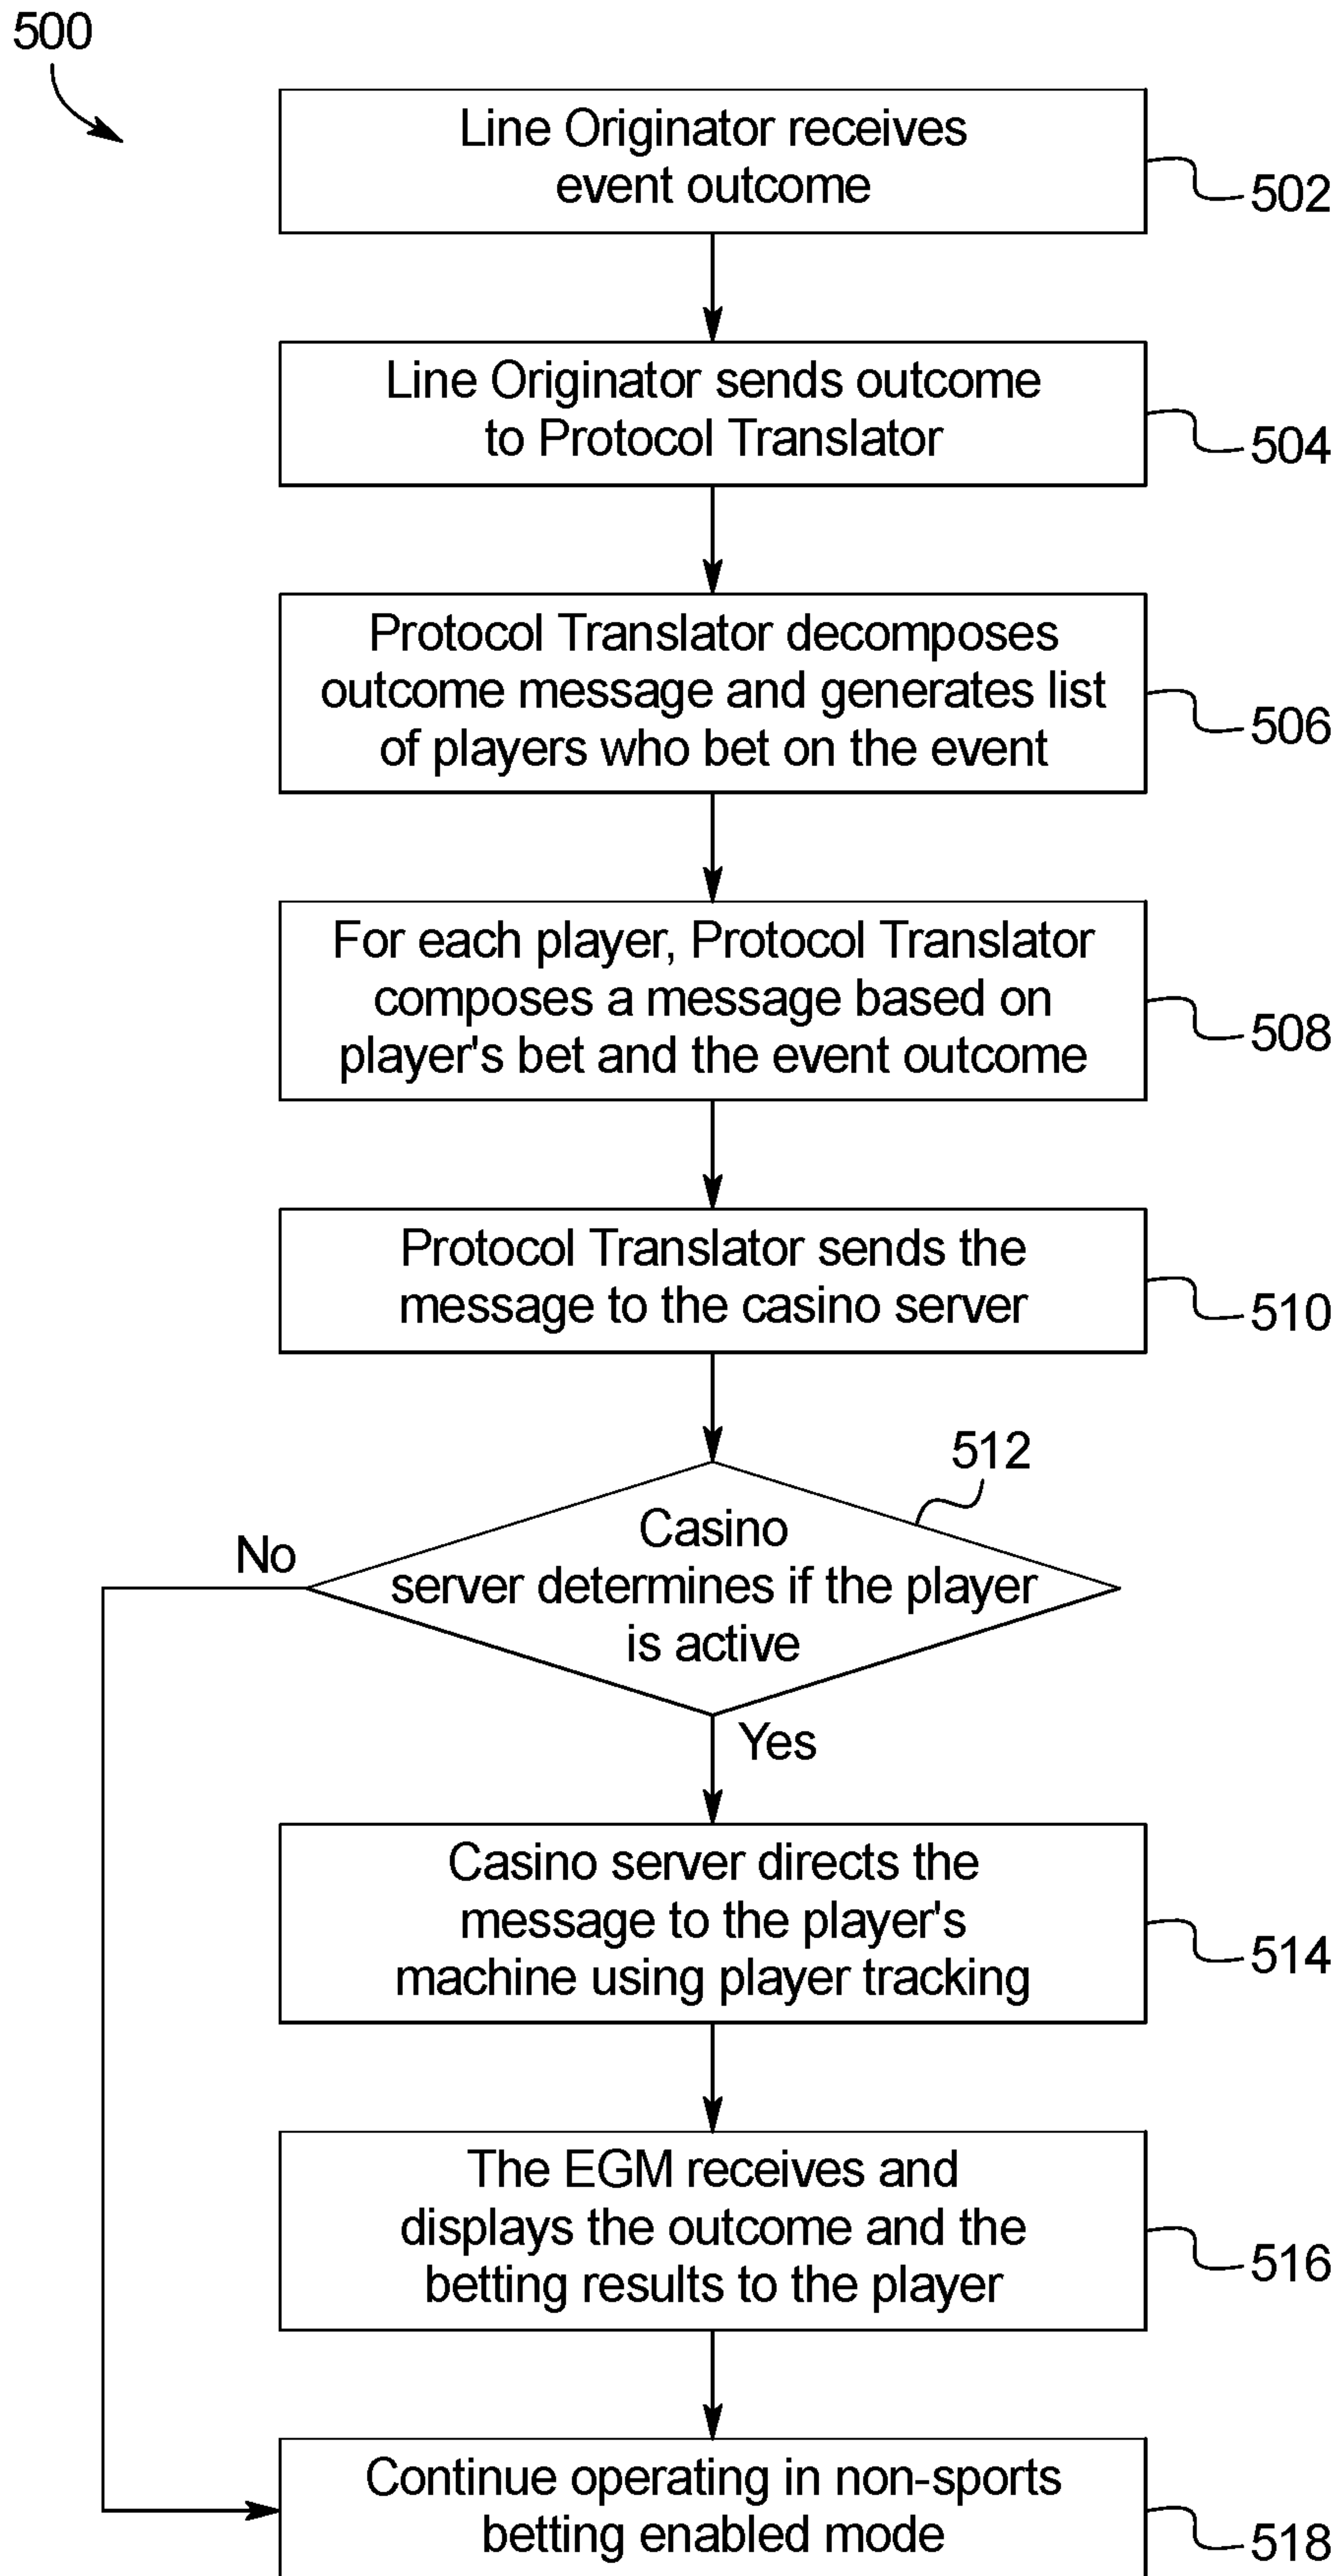 500
Line Originator receives
event outcome
502
Line Originator sends outcome
to Protocol Translator
504
Protocol Translator decomposes
outcome message and generates list
of players who bet on the event
506
For each player, Protocol Translator
composes a message based on
player's bet and the event outcome
508
Protocol Translator sends the
message to the casino server
510
512
Casino
server determines if the player
is active
No
Yes
Casino server directs the
message to the player's
machine using player tracking
514
The EGM receives and
displays the outcome and the
betting results to the player
516
Continue operating in non-sports
betting enabled mode
518